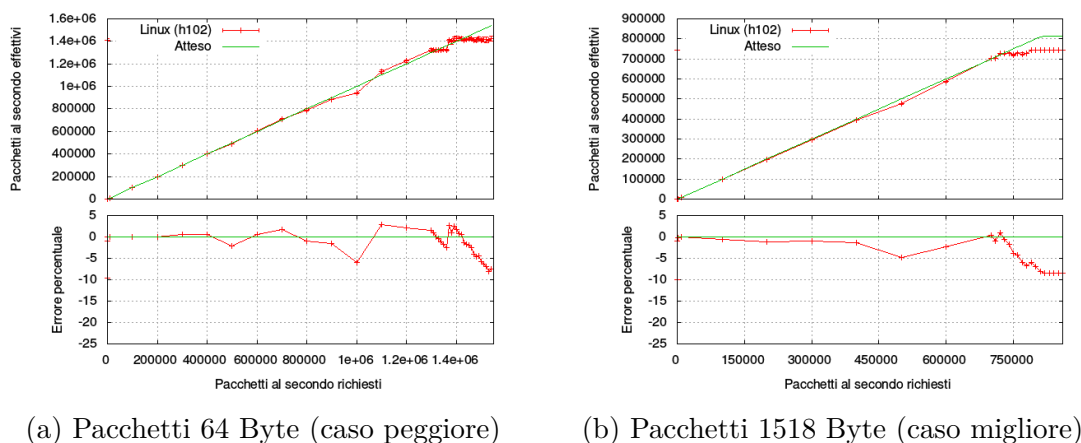 1.6e+06
1.4e+06
1.2e+06
1e+06
800000
600000
400000
200000
0
Pacchetti al secondo effettivi
Linux (h102)
Atteso
5
0
-5
-10
-15
-20
-25
Errore percentuale
0 200000 400000 600000 800000 1e+06 1.2e+06 1.4e+06
Pacchetti al secondo richiesti
(a) Pacchetti 64 Byte (caso peggiore)
900000
800000
700000
600000
500000
400000
300000
200000
100000
0
Pacchetti al secondo effettivi
Linux (h102)
Atteso
5
0
-5
-10
-15
-20
-25
Errore percentuale
0 150000 300000 450000 600000 750000
Pacchetti al secondo richiesti
(b) Pacchetti 1518 Byte (caso migliore)